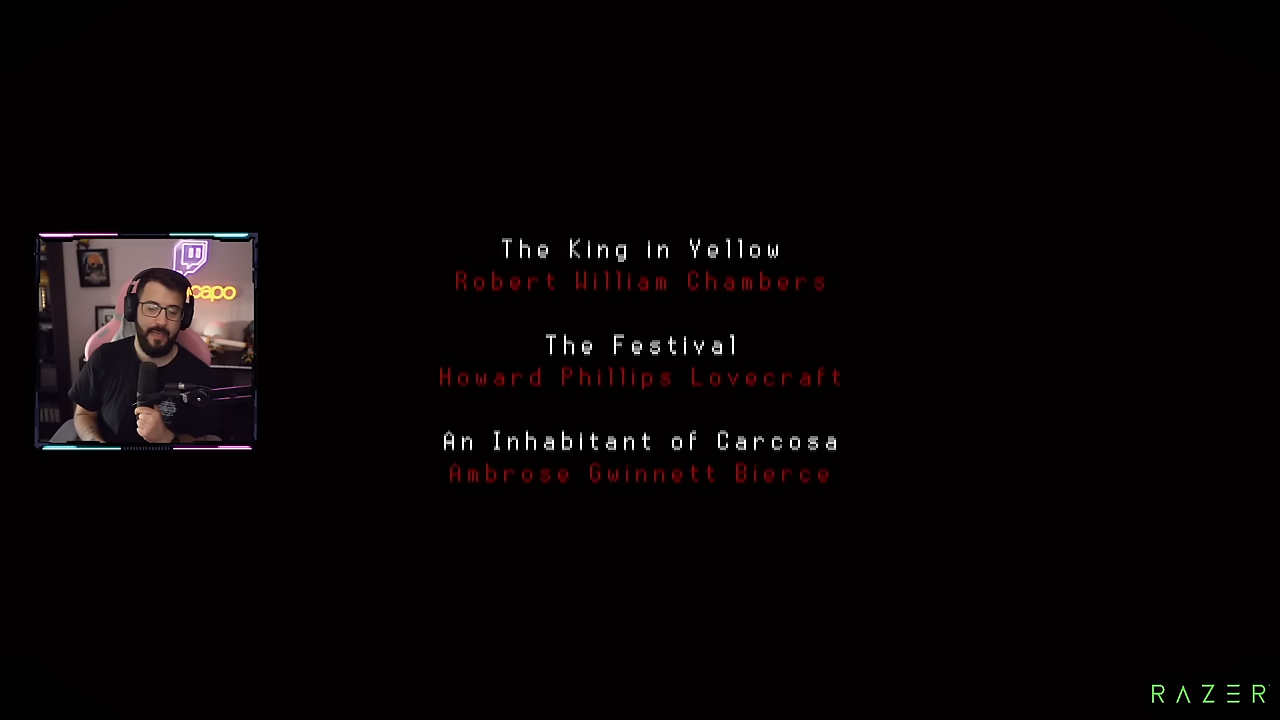 The King in Yellow
Robert William Chambers
The Festival
Howard Phillips Lovecraft
An Inhabitant of Carcosa
Ambrose Gwinnett Bierce
capo
RAZER